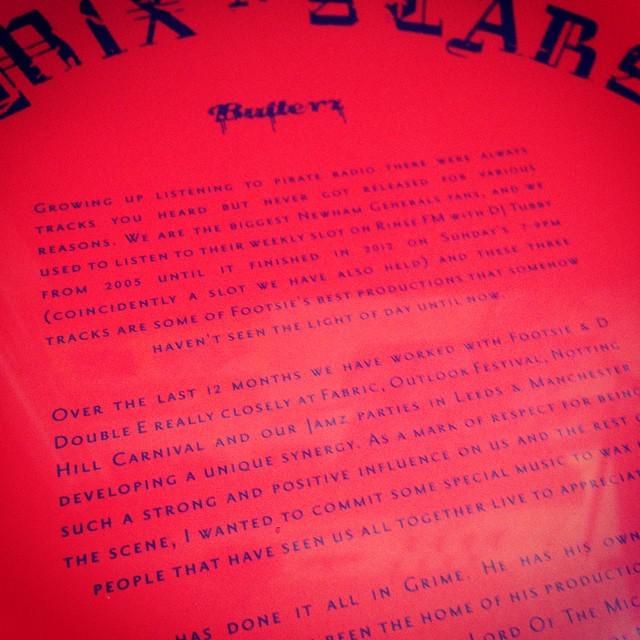 MIX STARS
Butterz
GROWING UP LISTENING TO PIRATE RADIO THERE WERE ALWAYS
TRACKS YOU HEARD BUT NEVER GOT RELEASED FOR VARIOUS
REASONS. WE ARE THE BIGGEST NEWHAM GENERALS FANS, AND WE
USED TO LISTEN TO THEIR WEEKLY SLOT ON RINSE FM WITH DJ TUBBY
FROM 2005 UNTIL IT FINISHED IN 2012 ON SUNDAY'S 7-9PM
(COINCIDENTLY A SLOT WE HAVE ALSO HELD) AND THESE THREE
TRACKS ARE SOME OF FOOTSIE'S BEST PRODUCTIONS THAT SOMEHOW
HAVEN'T SEEN THE LIGHT OF DAY UNTIL NOW.
OVER THE LAST 12 MONTHS WE HAVE WORKED WITH FOOTSIE & D
DOUBLE E REALLY CLOSELY AT FABRIC, OUTLOOK FESTIVAL, NOTTING
HILL CARNIVAL AND OUR JAMZ PARTIES IN LEEDS & MANCHESTER
DEVELOPING A UNIQUE SYNERGY. AS A MARK OF RESPECT FOR BEING
SUCH A STRONG AND POSITIVE INFLUENCE ON US AND THE REST
THE SCENE, I WANTED TO COMMIT SOME SPECIAL MUSIC TO WAX
PEOPLE THAT HAVE SEEN US ALL TOGETHER LIVE TO APPRECIA
HAS DONE IT ALL IN GRIME. HE HAS HIS OWN
BEEN THE HOME OF HIS PRODUCTIO
LORD OF THE MIC